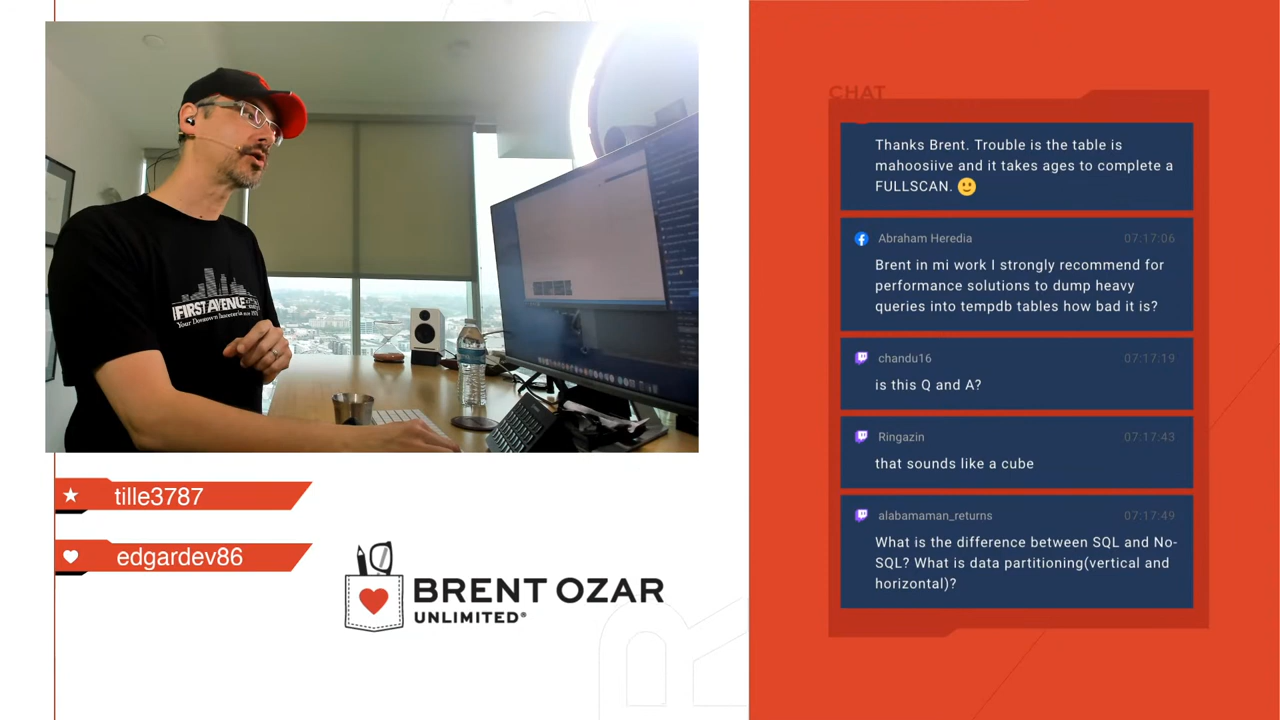 FIRST AVENUE
Your Downtown
tille3787
edgardev86
BRENT OZAR
UNLIMITED®
CHAT
Thanks Brent. Trouble is the table is
mahoosiive and it takes ages to complete a
FULLSCAN. 🙂
Abraham Heredia 07:17:06
Brent in mi work I strongly recommend for
performance solutions to dump heavy
queries into tempdb tables how bad it is?
chandu16 07:17:19
is this Q and A?
Ringazin 07:17:43
that sounds like a cube
alabamaman_returns 07:17:49
What is the difference between SQL and No-
SQL? What is data partitioning(vertical and
horizontal)?